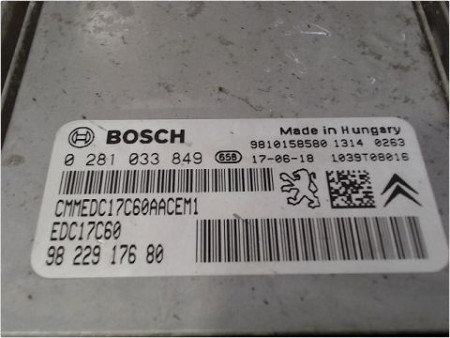 BOSCH
Made in Hungary
9810158580 1314 0263
0 281 033 849 658 17-06-18 1039T08016
CMMEDC17C60AACEM1
EDC17C60
98 229 176 80